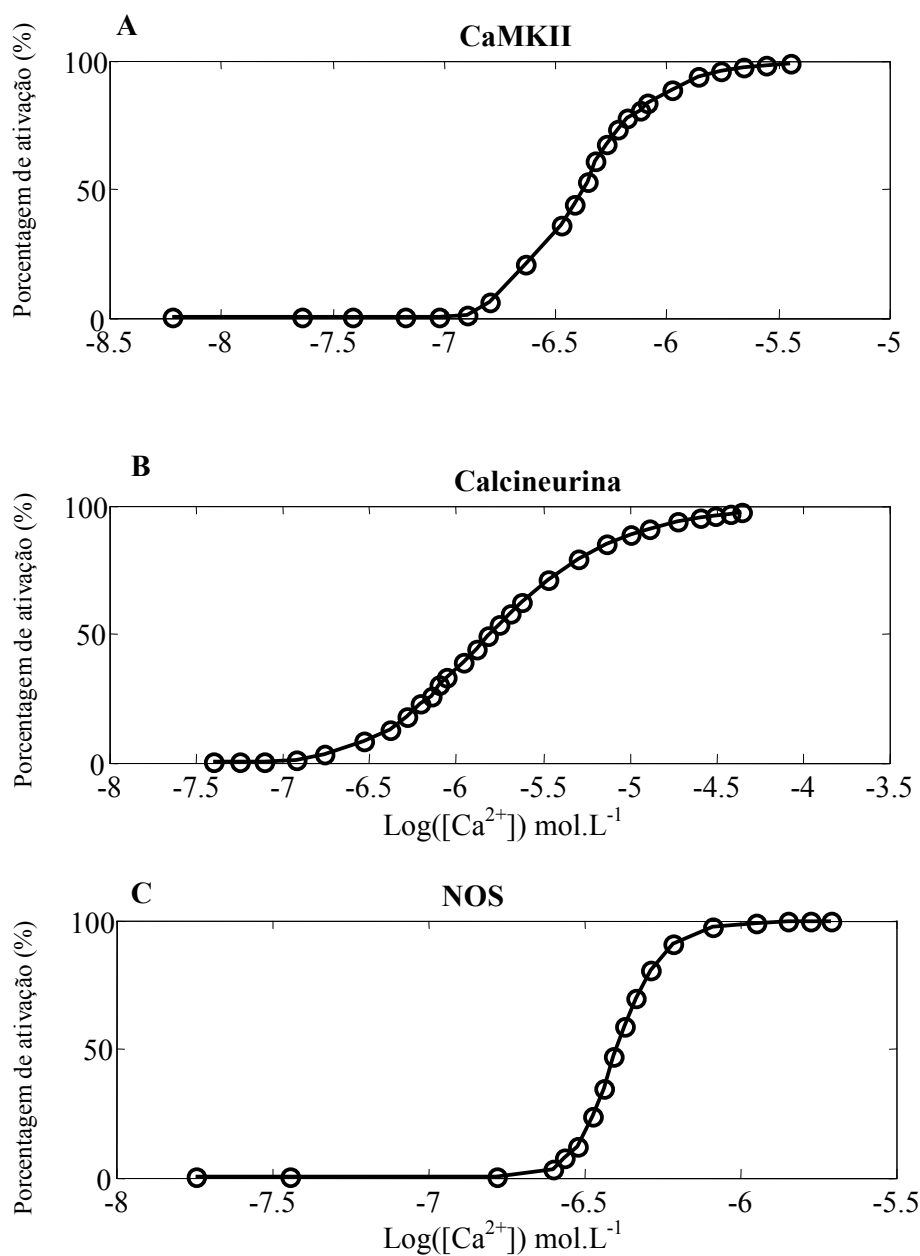 A
CaMKII
Porcentagem de ativação (%)
100
50
0
-8.5 -8 -7.5 -7 -6.5 -6 -5.5 -5
B
Calcineurina
Porcentagem de ativação (%)
100
50
0
-8 -7.5 -7 -6.5 -6 -5.5 -5 -4.5 -4 -3.5
Log([Ca²⁺]) mol.L⁻¹
C
NOS
Porcentagem de ativação (%)
100
50
0
-8 -7.5 -7 -6.5 -6 -5.5
Log([Ca²⁺]) mol.L⁻¹